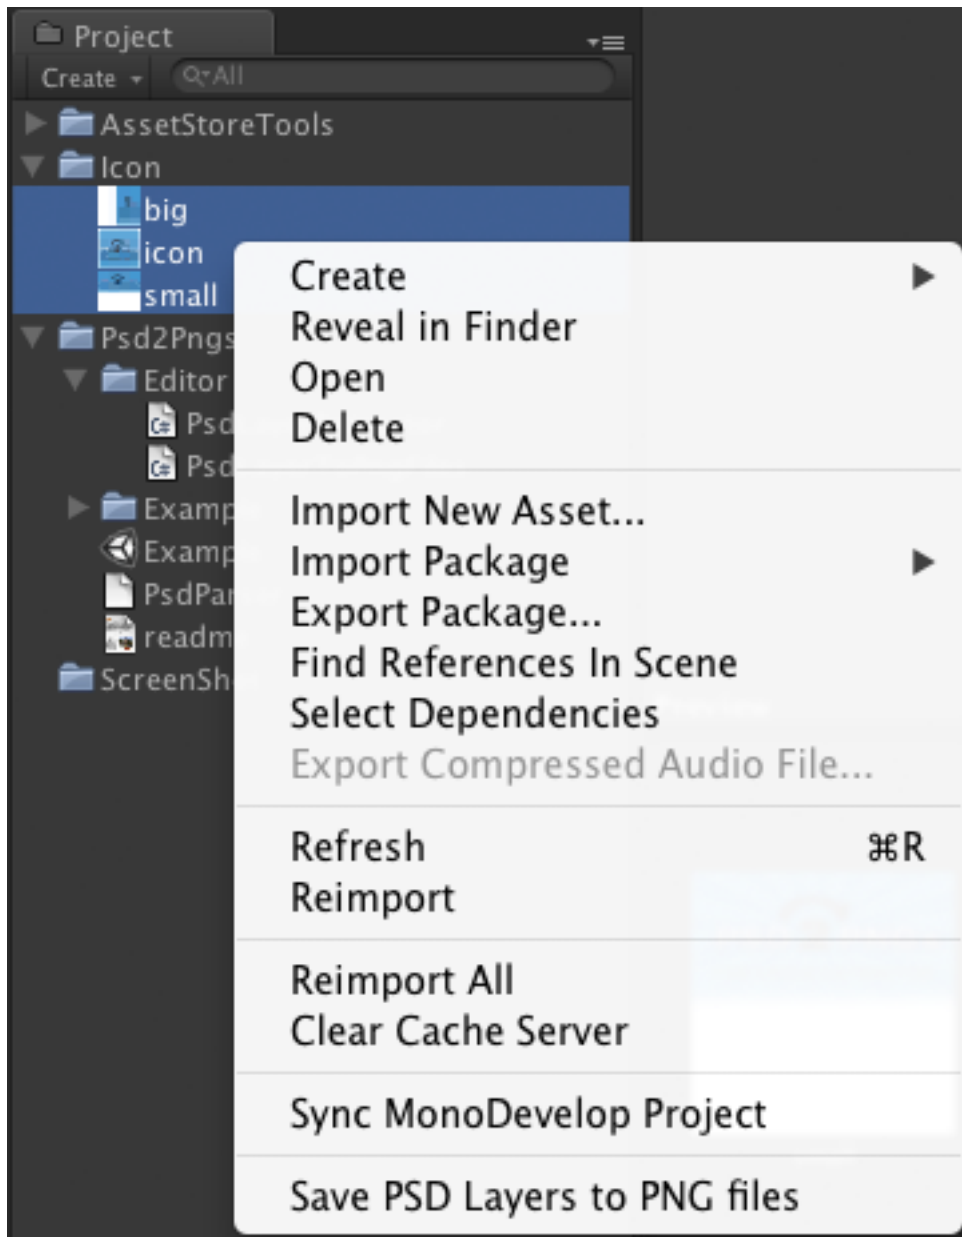 Project
Create
All
AssetStoreTools
Icon
big
icon
small
Psd2Pngs
Editor
Psd
Psd
Examp
Examp
PsdPar
readm
ScreenSh
Create
Reveal in Finder
Open
Delete
Import New Asset...
Import Package
Export Package...
Find References In Scene
Select Dependencies
Export Compressed Audio File...
Refresh ⌘R
Reimport
Reimport All
Clear Cache Server
Sync MonoDevelop Project
Save PSD Layers to PNG files